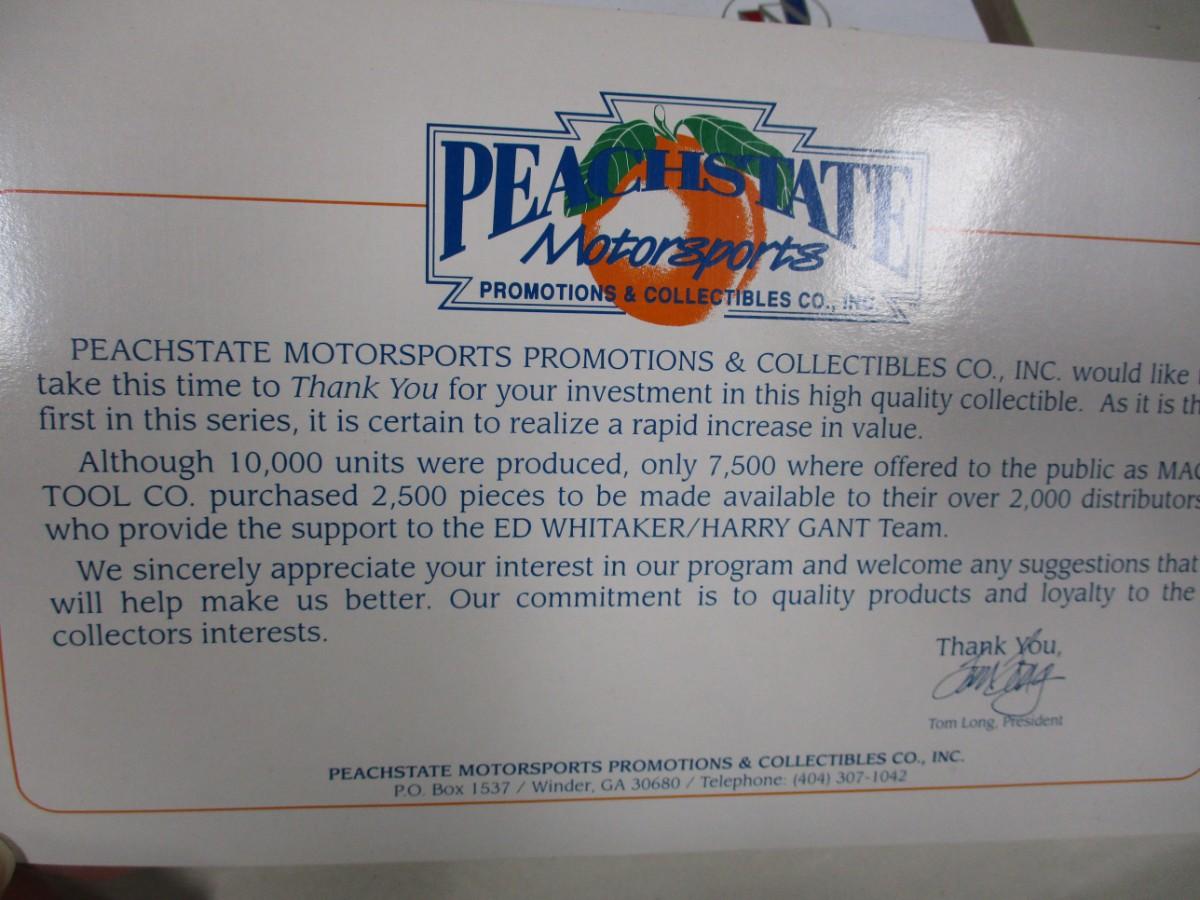 PEACHSTATE
Motorsports
PROMOTIONS & COLLECTIBLES CO., INC.
PEACHSTATE MOTORSPORTS PROMOTIONS & COLLECTIBLES CO., INC. would like
take this time to Thank You for your investment in this high quality collectible. As it is th
first in this series, it is certain to realize a rapid increase in value.
Although 10,000 units were produced, only 7,500 where offered to the public as MAC
TOOL CO. purchased 2,500 pieces to be made available to their over 2,000 distributors
who provide the support to the ED WHITAKER/HARRY GANT Team.
We sincerely appreciate your interest in our program and welcome any suggestions that
will help make us better. Our commitment is to quality products and loyalty to the
collectors interests.
Thank You,
Tom Long
Tom Long, President
PEACHSTATE MOTORSPORTS PROMOTIONS & COLLECTIBLES CO., INC.
P.O. Box 1537 / Winder, GA 30680 / Telephone: (404) 307-1042